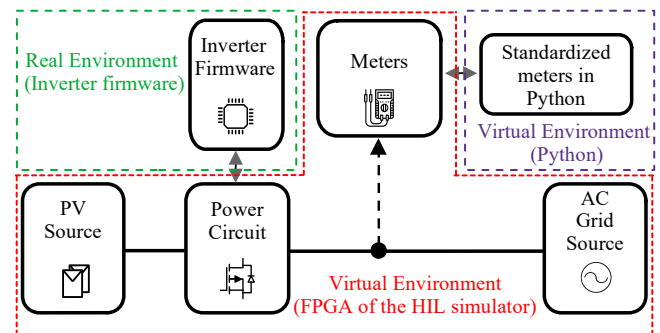 Real Environment
(Inverter firmware)
Inverter
Firmware
Meters
Standardized
meters in
Python
Virtual Environment
(Python)
PV
Source
Power
Circuit
AC
Grid
Source
Virtual Environment
(FPGA of the HIL simulator)